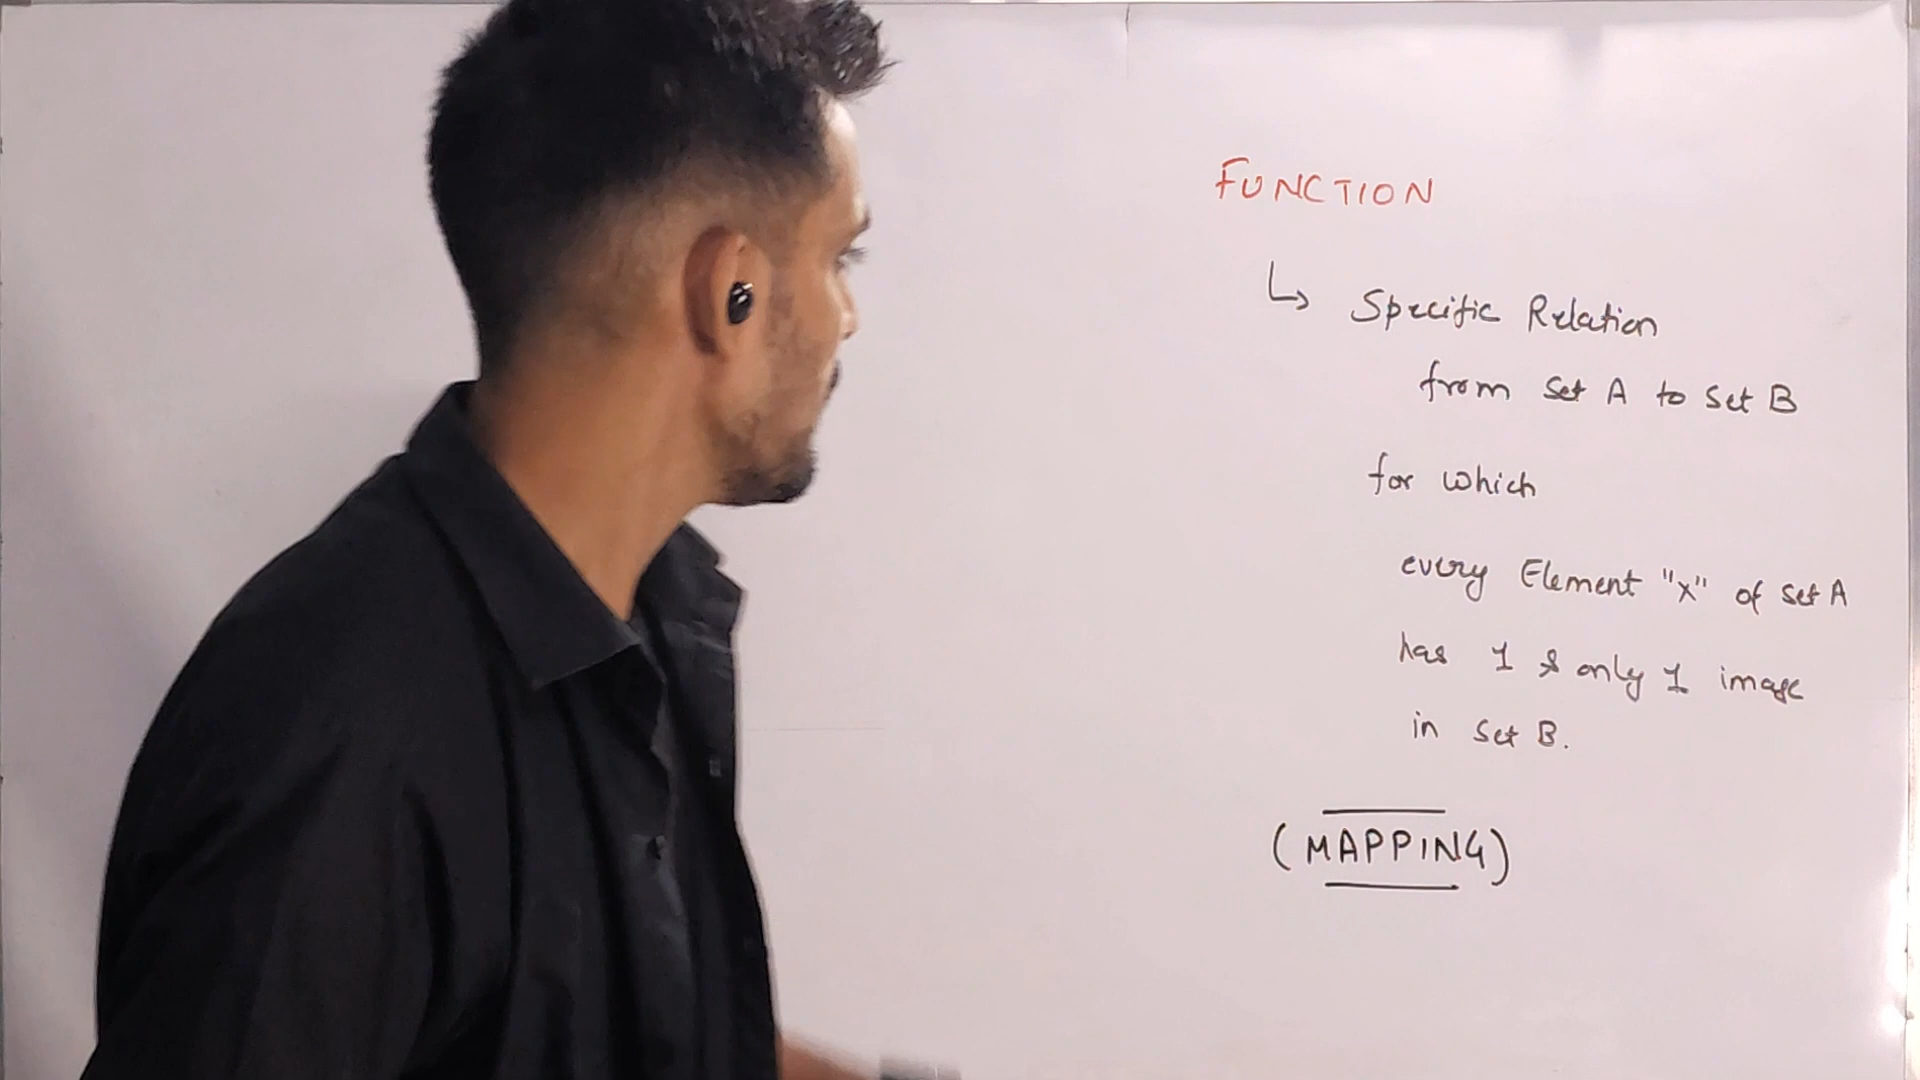 FUNCTION
↳ Specific Relation
from Set A to Set B
for which
every Element "x" of set A
has 1 & only 1 image
in Set B.
(MAPPING)